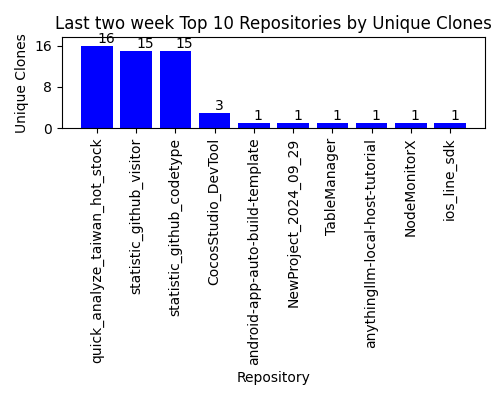 Last two week Top 10 Repositories by Unique Clones
Unique Clones
16
8
0
16
15
15
3
1
1
1
1
1
1
quick_analyze_taiwan_hot_stock
statistic_github_visitor
statistic_github_codetype
CocosStudio_DevTool
android-app-auto-build-template
NewProject_2024_09_29
TableManager
anythingllm-local-host-tutorial
NodeMonitorX
ios_line_sdk
Repository